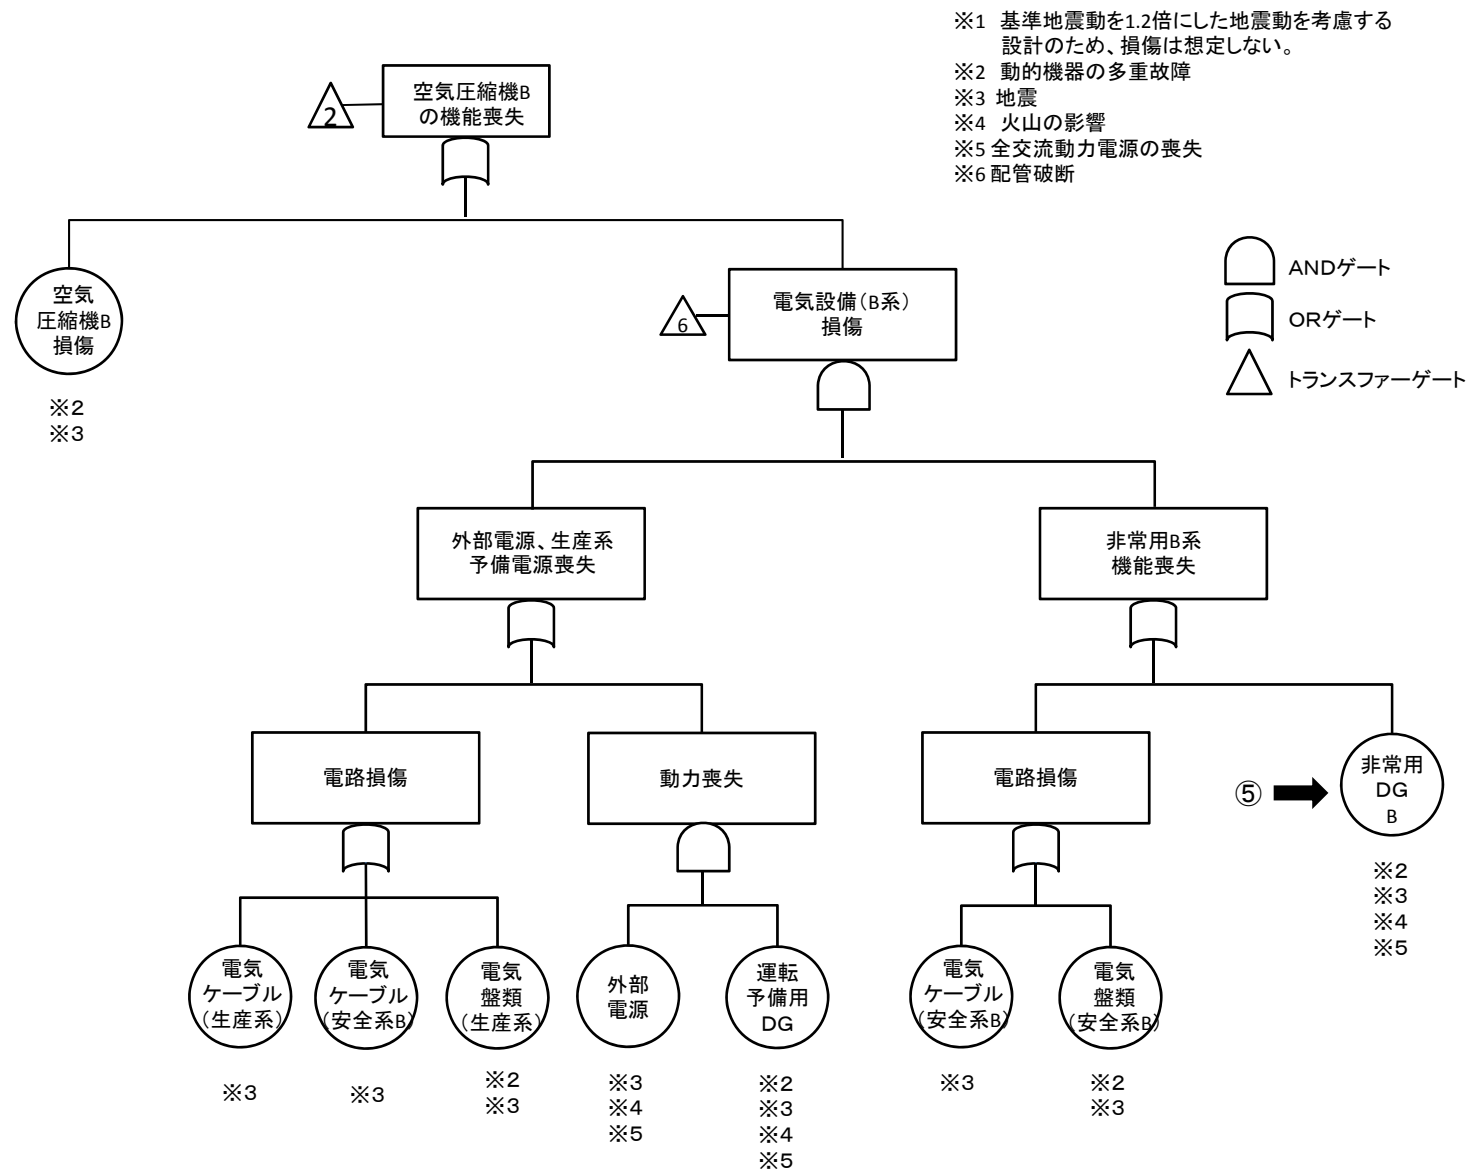 ※1 基準地震動を1.2倍にした地震動を考慮する
設計のため、損傷は想定しない。
※2 動的機器の多重故障
※3 地震
※4 火山の影響
※5 全交流動力電源の喪失
※6 配管破断
2
空気圧縮機B
の機能喪失
ANDゲート
ORゲート
トランスファーゲート
空気
圧縮機B
損傷
※2
※3
6
電気設備(B系)
損傷
外部電源、生産系
予備電源喪失
非常用B系
機能喪失
電路損傷
動力喪失
電路損傷
⑤
非常用
DG
B
※2
※3
※4
※5
電気
ケーブル
(生産系)
※3
電気
ケーブル
(安全系B)
※3
電気
盤類
(生産系)
※2
※3
外部
電源
※3
※4
※5
運転
予備用
DG
※2
※3
※4
※5
電気
ケーブル
(安全系B)
※3
電気
盤類
(安全系B)
※2
※3